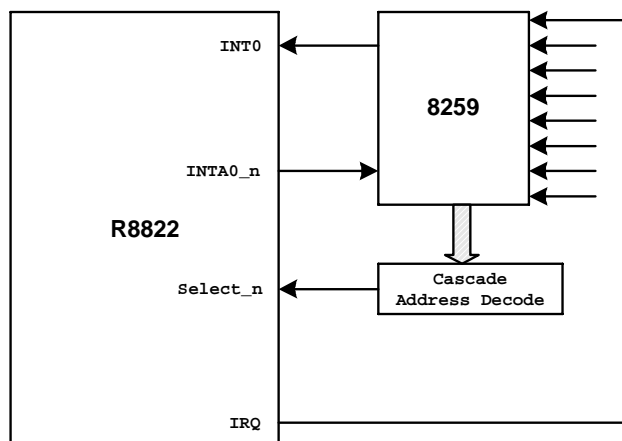 INT0
8259
INTA0_n
R8822
Select_n
Cascade
Address Decode
IRQ